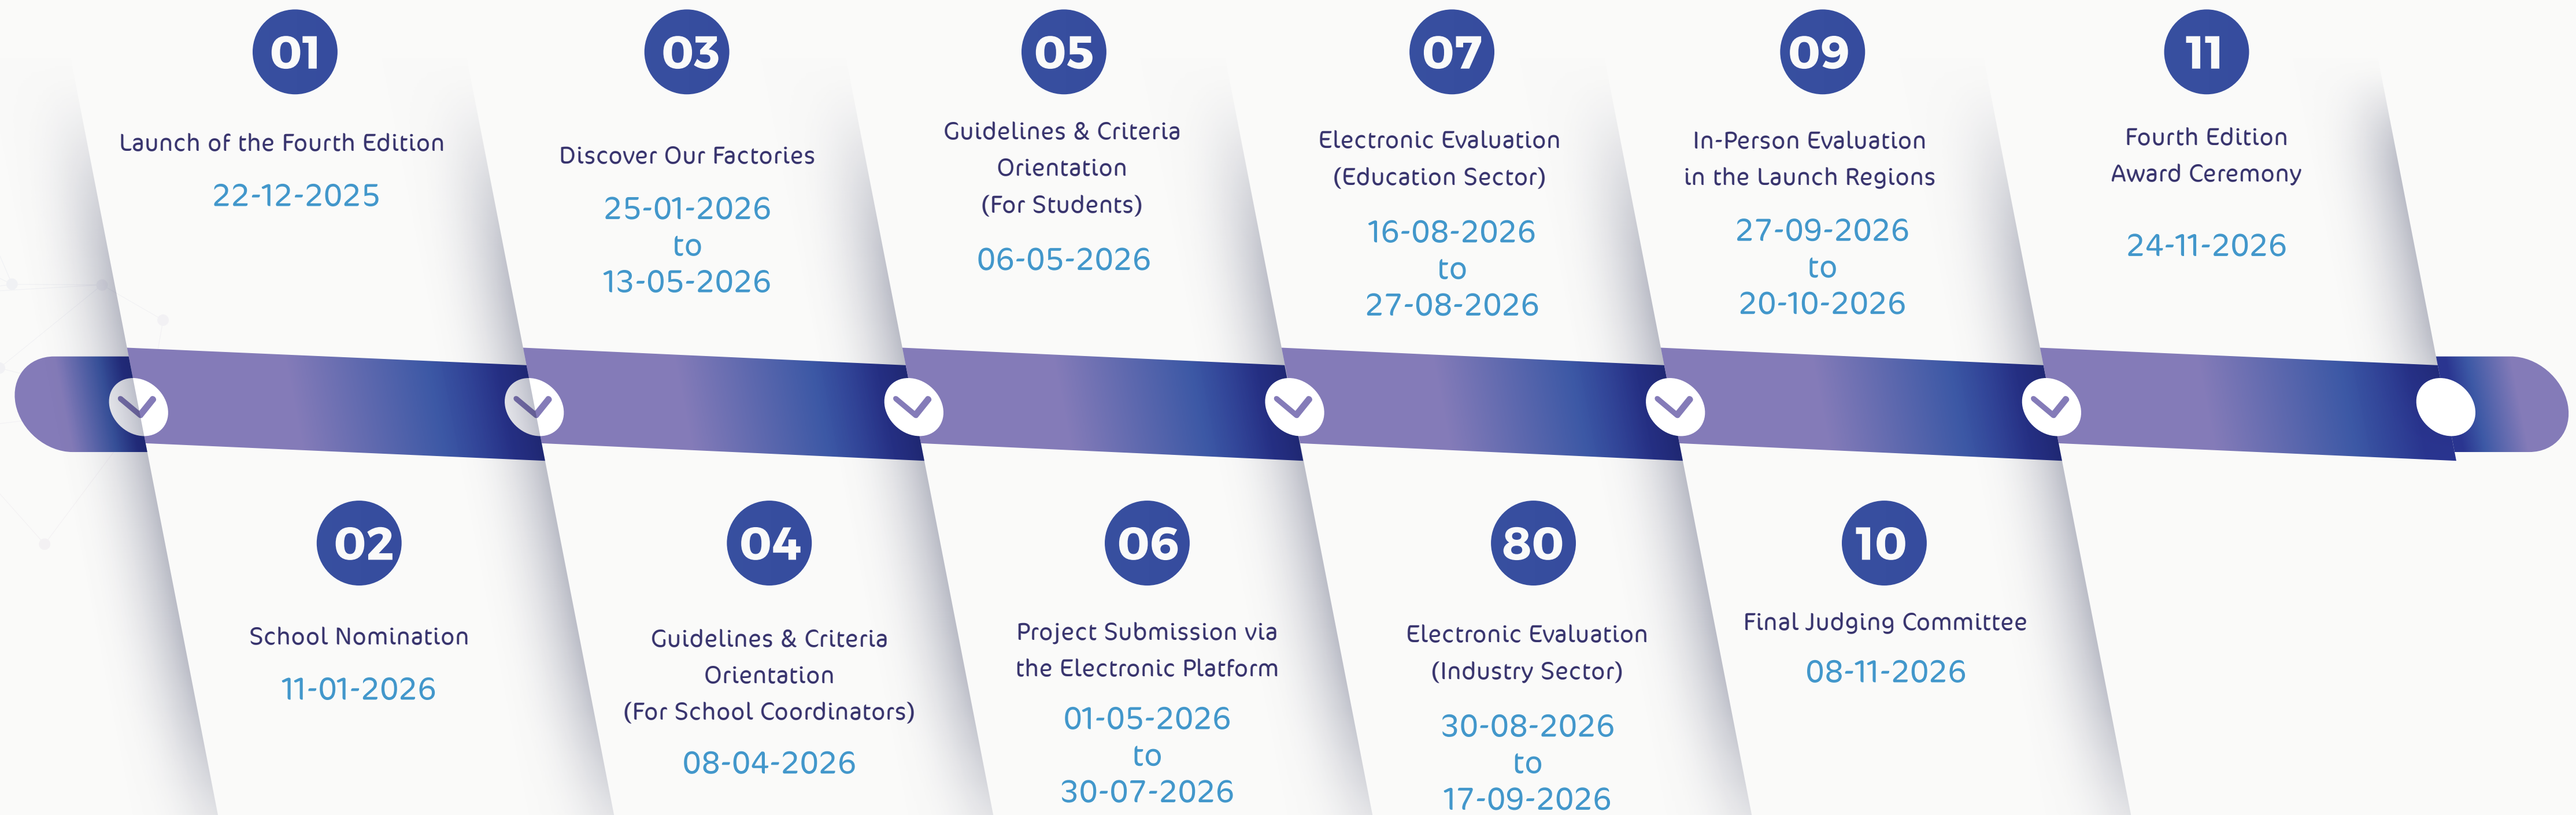 01
Launch of the Fourth Edition
22-12-2025
02
School Nomination
11-01-2026
03
Discover Our Factories
25-01-2026
to
13-05-2026
04
Guidelines & Criteria
Orientation
(For School Coordinators)
08-04-2026
05
Guidelines & Criteria
Orientation
(For Students)
06-05-2026
06
Project Submission via
the Electronic Platform
01-05-2026
to
30-07-2026
07
Electronic Evaluation
(Education Sector)
16-08-2026
to
27-08-2026
80
Electronic Evaluation
(Industry Sector)
30-08-2026
to
17-09-2026
09
In-Person Evaluation
in the Launch Regions
27-09-2026
to
20-10-2026
10
Final Judging Committee
08-11-2026
11
Fourth Edition
Award Ceremony
24-11-2026